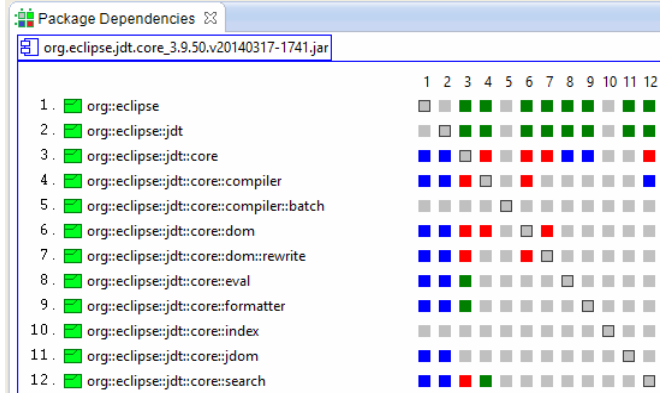 Package Dependencies
org.eclipse.jdt.core_3.9.50.v20140317-1741.jar
1 2 3 4 5 6 7 8 9 10 11 12
1. org::eclipse
2. org::eclipse::jdt
3. org::eclipse::jdt::core
4. org::eclipse::jdt::core::compiler
5. org::eclipse::jdt::core::compiler::batch
6. org::eclipse::jdt::core::dom
7. org::eclipse::jdt::core::dom::rewrite
8. org::eclipse::jdt::core::eval
9. org::eclipse::jdt::core::formatter
10. org::eclipse::jdt::core::index
11. org::eclipse::jdt::core::jdom
12. org::eclipse::jdt::core::search